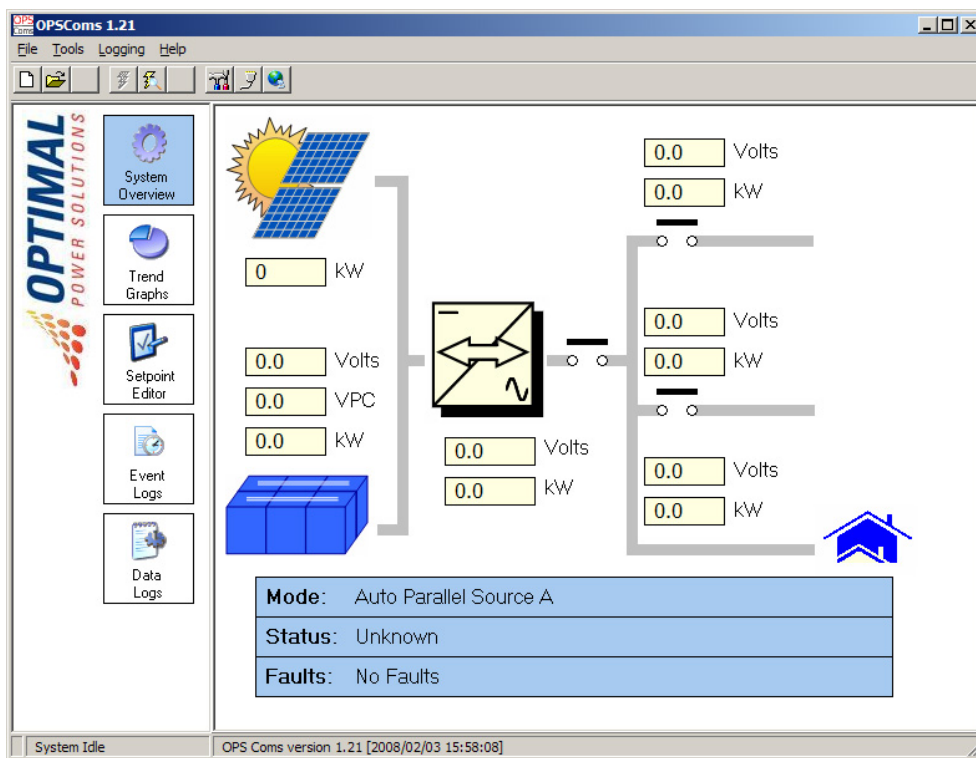 OPS
Coms
OPSComs 1.21
File Tools Logging Help
OPTIMAL
POWER SOLUTIONS
System
Overview
Trend
Graphs
Setpoint
Editor
Event
Logs
Data
Logs
0 kW
0.0 Volts
0.0 VPC
0.0 kW
0.0 Volts
0.0 kW
0.0 Volts
0.0 kW
0.0 Volts
0.0 kW
0.0 Volts
0.0 kW
Mode: Auto Parallel Source A
Status: Unknown
Faults: No Faults
System Idle
OPS Coms version 1.21 [2008/02/03 15:58:08]